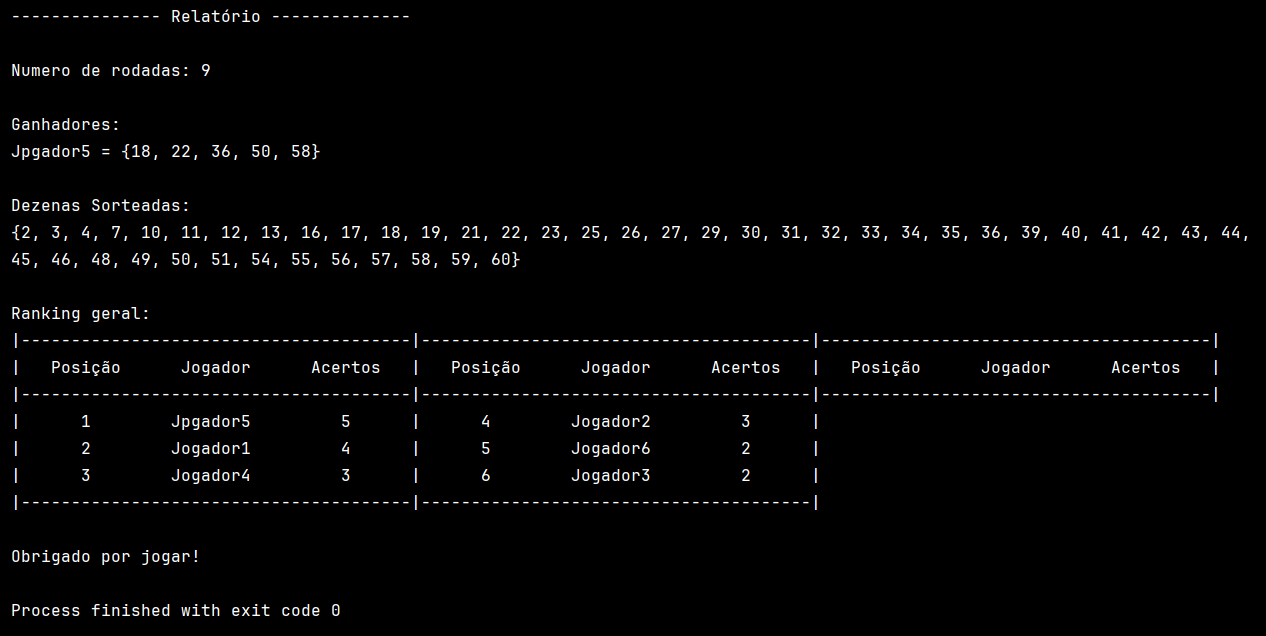 --------------- Relatório --------------
Numero de rodadas: 9
Ganhadores:
Jpgador5 = {18, 22, 36, 50, 58}
Dezenas Sorteadas:
{2, 3, 4, 7, 10, 11, 12, 13, 16, 17, 18, 19, 21, 22, 23, 25, 26, 27, 29, 30, 31, 32, 33, 34, 35, 36, 39, 40, 41, 42, 43, 44,
45, 46, 48, 49, 50, 51, 54, 55, 56, 57, 58, 59, 60}
Ranking geral:
|---------------------------------------|---------------------------------------|---------------------------------------|
|   Posição      Jogador      Acertos   |   Posição      Jogador      Acertos   |   Posição      Jogador      Acertos   |
|---------------------------------------|---------------------------------------|---------------------------------------|
|      1        Jpgador5         5      |      4        Jogador2         3      |
|      2        Jogador1         4      |      5        Jogador6         2      |
|      3        Jogador4         3      |      6        Jogador3         2      |
|---------------------------------------|---------------------------------------|
Obrigado por jogar!
Process finished with exit code 0